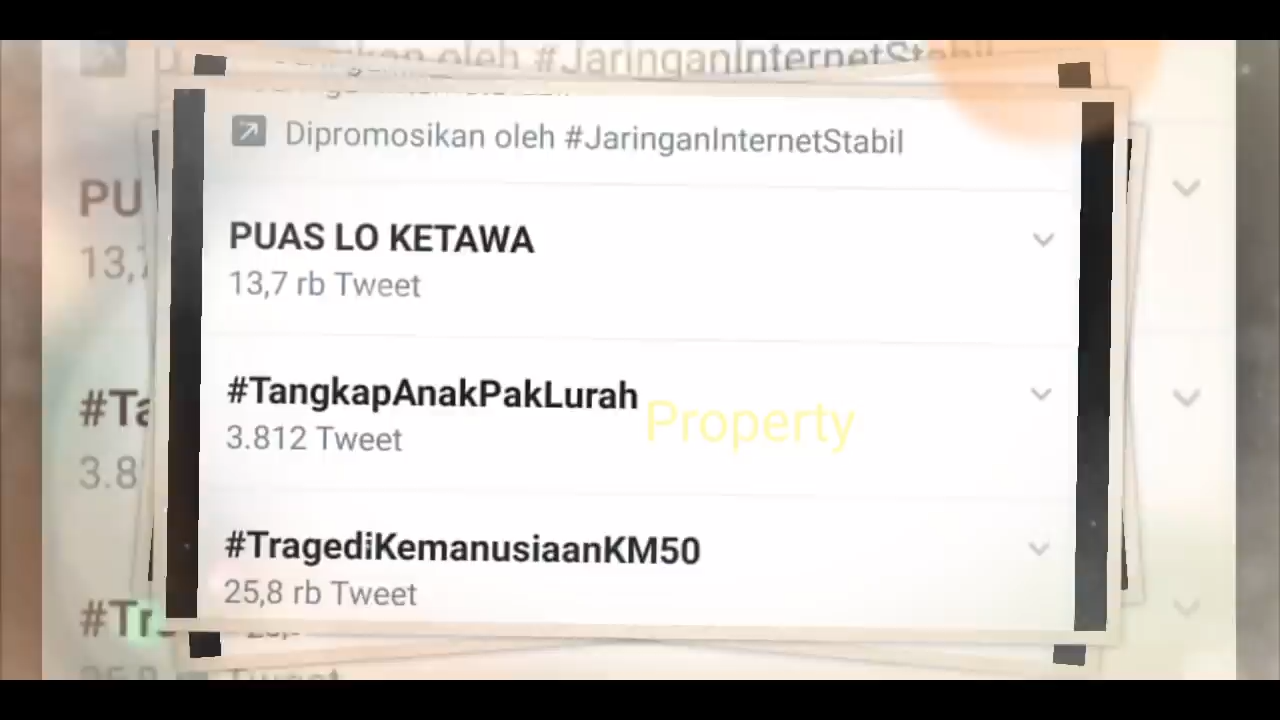 Dipromosikan oleh #JaringanInternetStabil
PUAS LO KETAWA
13,7 rb Tweet
#TangkapAnakPakLurah
3.812 Tweet
Property
#TragediKemanusiaanKM50
25,8 rb Tweet